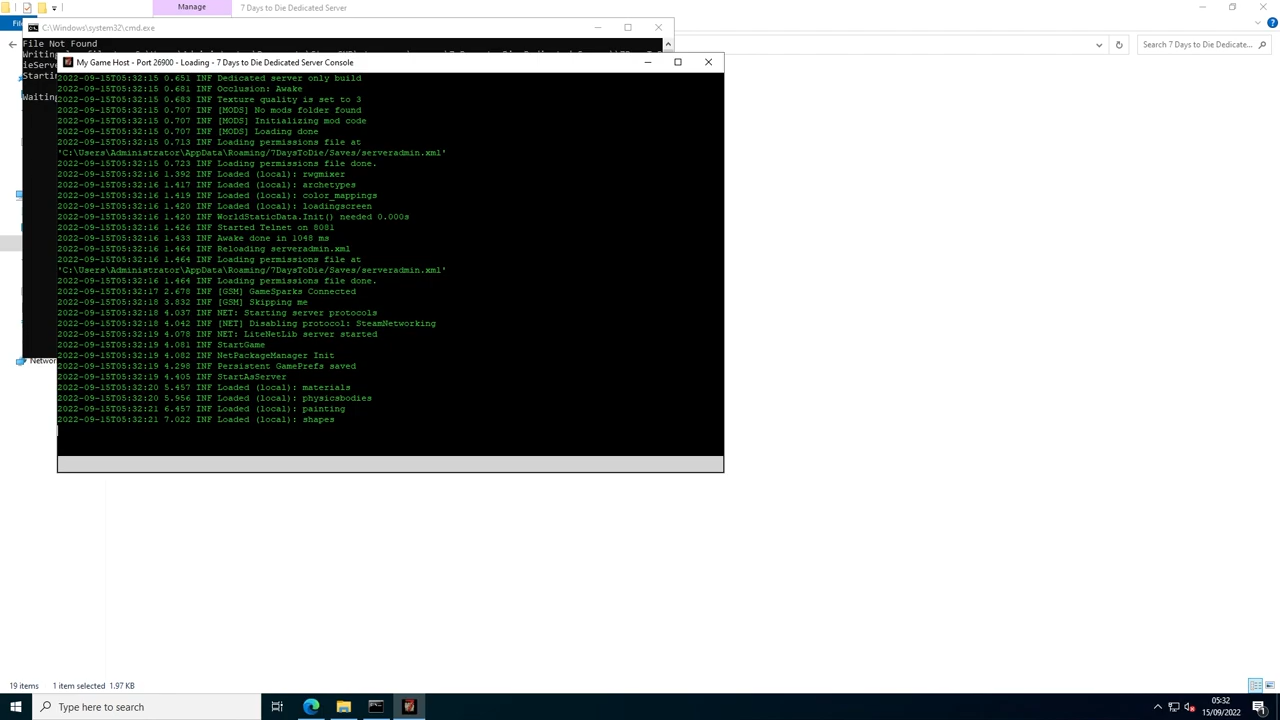 Manage
7 Days to Die Dedicated Server
C:\Windows\system32\cmd.exe
File Not Found
Search 7 Days to Die Dedicate...
My Game Host - Port 26900 - Loading - 7 Days to Die Dedicated Server Console
2022-09-15T05:32:15 0.651 INF Dedicated server only build
2022-09-15T05:32:15 0.681 INF Occlusion: Awake
2022-09-15T05:32:15 0.683 INF Texture quality is set to 3
2022-09-15T05:32:15 0.707 INF [MODS] No mods folder found
2022-09-15T05:32:15 0.707 INF [MODS] Initializing mod code
2022-09-15T05:32:15 0.707 INF [MODS] Loading done
2022-09-15T05:32:15 0.713 INF Loading permissions file at
'C:\Users\Administrator\AppData\Roaming/7DaysToDie/Saves/serveradmin.xml'
2022-09-15T05:32:15 0.723 INF Loading permissions file done.
2022-09-15T05:32:16 1.392 INF Loaded (local): rwgmixer
2022-09-15T05:32:16 1.417 INF Loaded (local): archetypes
2022-09-15T05:32:16 1.419 INF Loaded (local): color_mappings
2022-09-15T05:32:16 1.420 INF Loaded (local): loadingscreen
2022-09-15T05:32:16 1.420 INF WorldStaticData.Init() needed 0.000s
2022-09-15T05:32:16 1.426 INF Started Telnet on 8081
2022-09-15T05:32:16 1.433 INF Awake done in 1048 ms
2022-09-15T05:32:16 1.464 INF Reloading serveradmin.xml
2022-09-15T05:32:16 1.464 INF Loading permissions file at
'C:\Users\Administrator\AppData\Roaming/7DaysToDie/Saves/serveradmin.xml'
2022-09-15T05:32:16 1.464 INF Loading permissions file done.
2022-09-15T05:32:17 2.678 INF [GSM] GameSparks Connected
2022-09-15T05:32:18 3.832 INF [GSM] Skipping me
2022-09-15T05:32:18 4.037 INF NET: Starting server protocols
2022-09-15T05:32:18 4.042 INF [NET] Disabling protocol: SteamNetworking
2022-09-15T05:32:19 4.078 INF NET: LiteNetLib server started
2022-09-15T05:32:19 4.081 INF StartGame
2022-09-15T05:32:19 4.082 INF NetPackageManager Init
2022-09-15T05:32:19 4.298 INF Persistent GamePrefs saved
2022-09-15T05:32:19 4.405 INF StartAsServer
2022-09-15T05:32:20 5.457 INF Loaded (local): materials
2022-09-15T05:32:20 5.956 INF Loaded (local): physicsbodies
2022-09-15T05:32:21 6.457 INF Loaded (local): painting
2022-09-15T05:32:21 7.022 INF Loaded (local): shapes
19 items 1 item selected 1.97 KB
Type here to search
05:32
15/09/2022
1